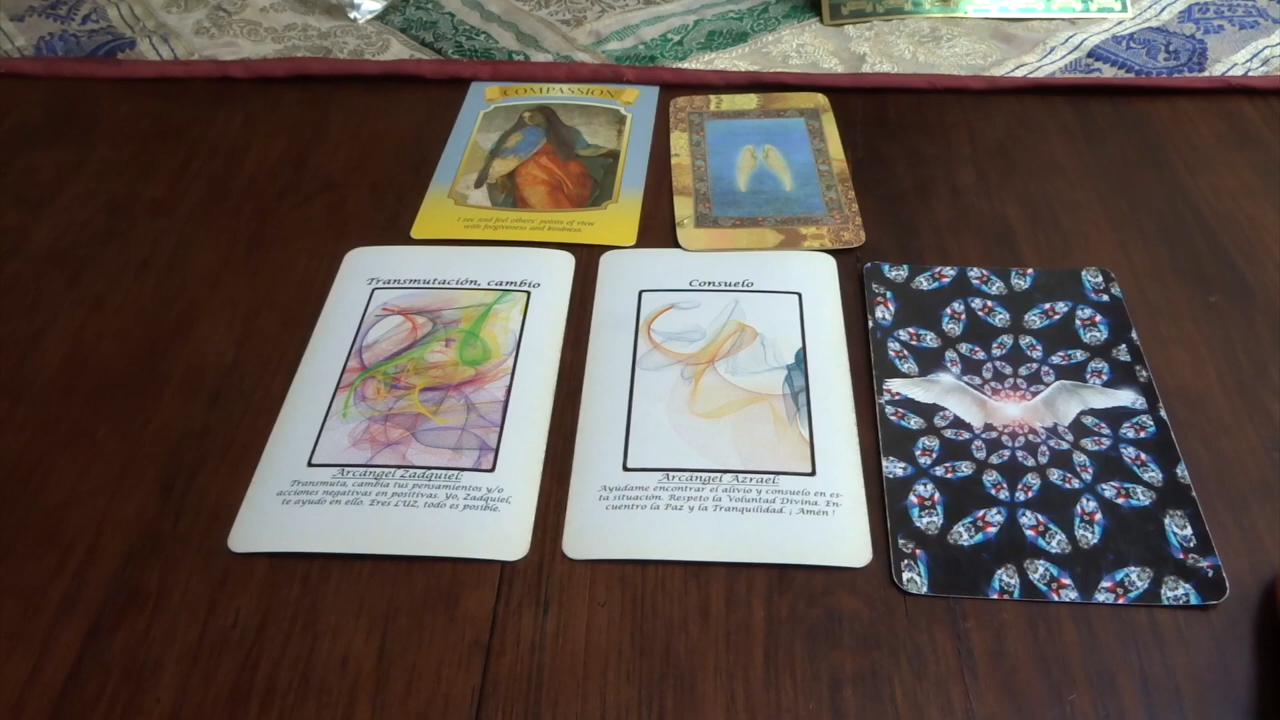 COMPASSION
I see and feel others' points of view
with forgiveness and kindness.
Transmutación, cambio
Arcángel Zadquiel:
Transmuta, cambia tus pensamientos y/o
acciones negativas en positivas. Yo, Zadquiel,
te ayudo en ello. Eres LUZ, todo es posible.
Consuelo
Arcángel Azrael:
Ayúdame encontrar el alivio y consuelo en es-
ta situación. Respeto la Voluntad Divina. En-
cuentro la Paz y la Tranquilidad. ¡ Amén !